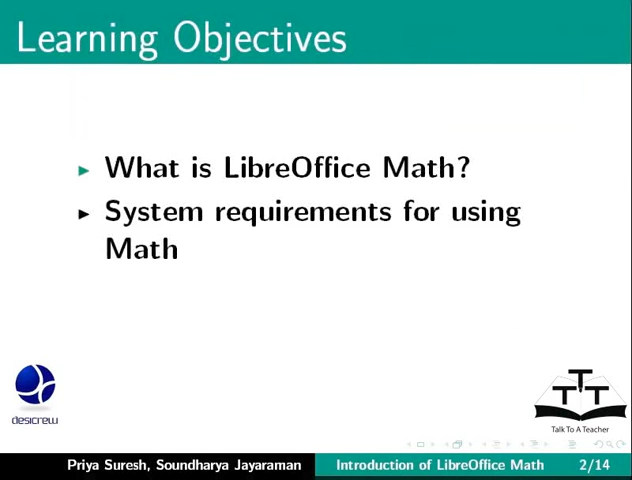 Learning Objectives
What is LibreOffice Math?
System requirements for using
Math
desicrew
TTT
Talk To A Teacher
Priya Suresh, Soundharya Jayaraman
Introduction of LibreOffice Math
2/14